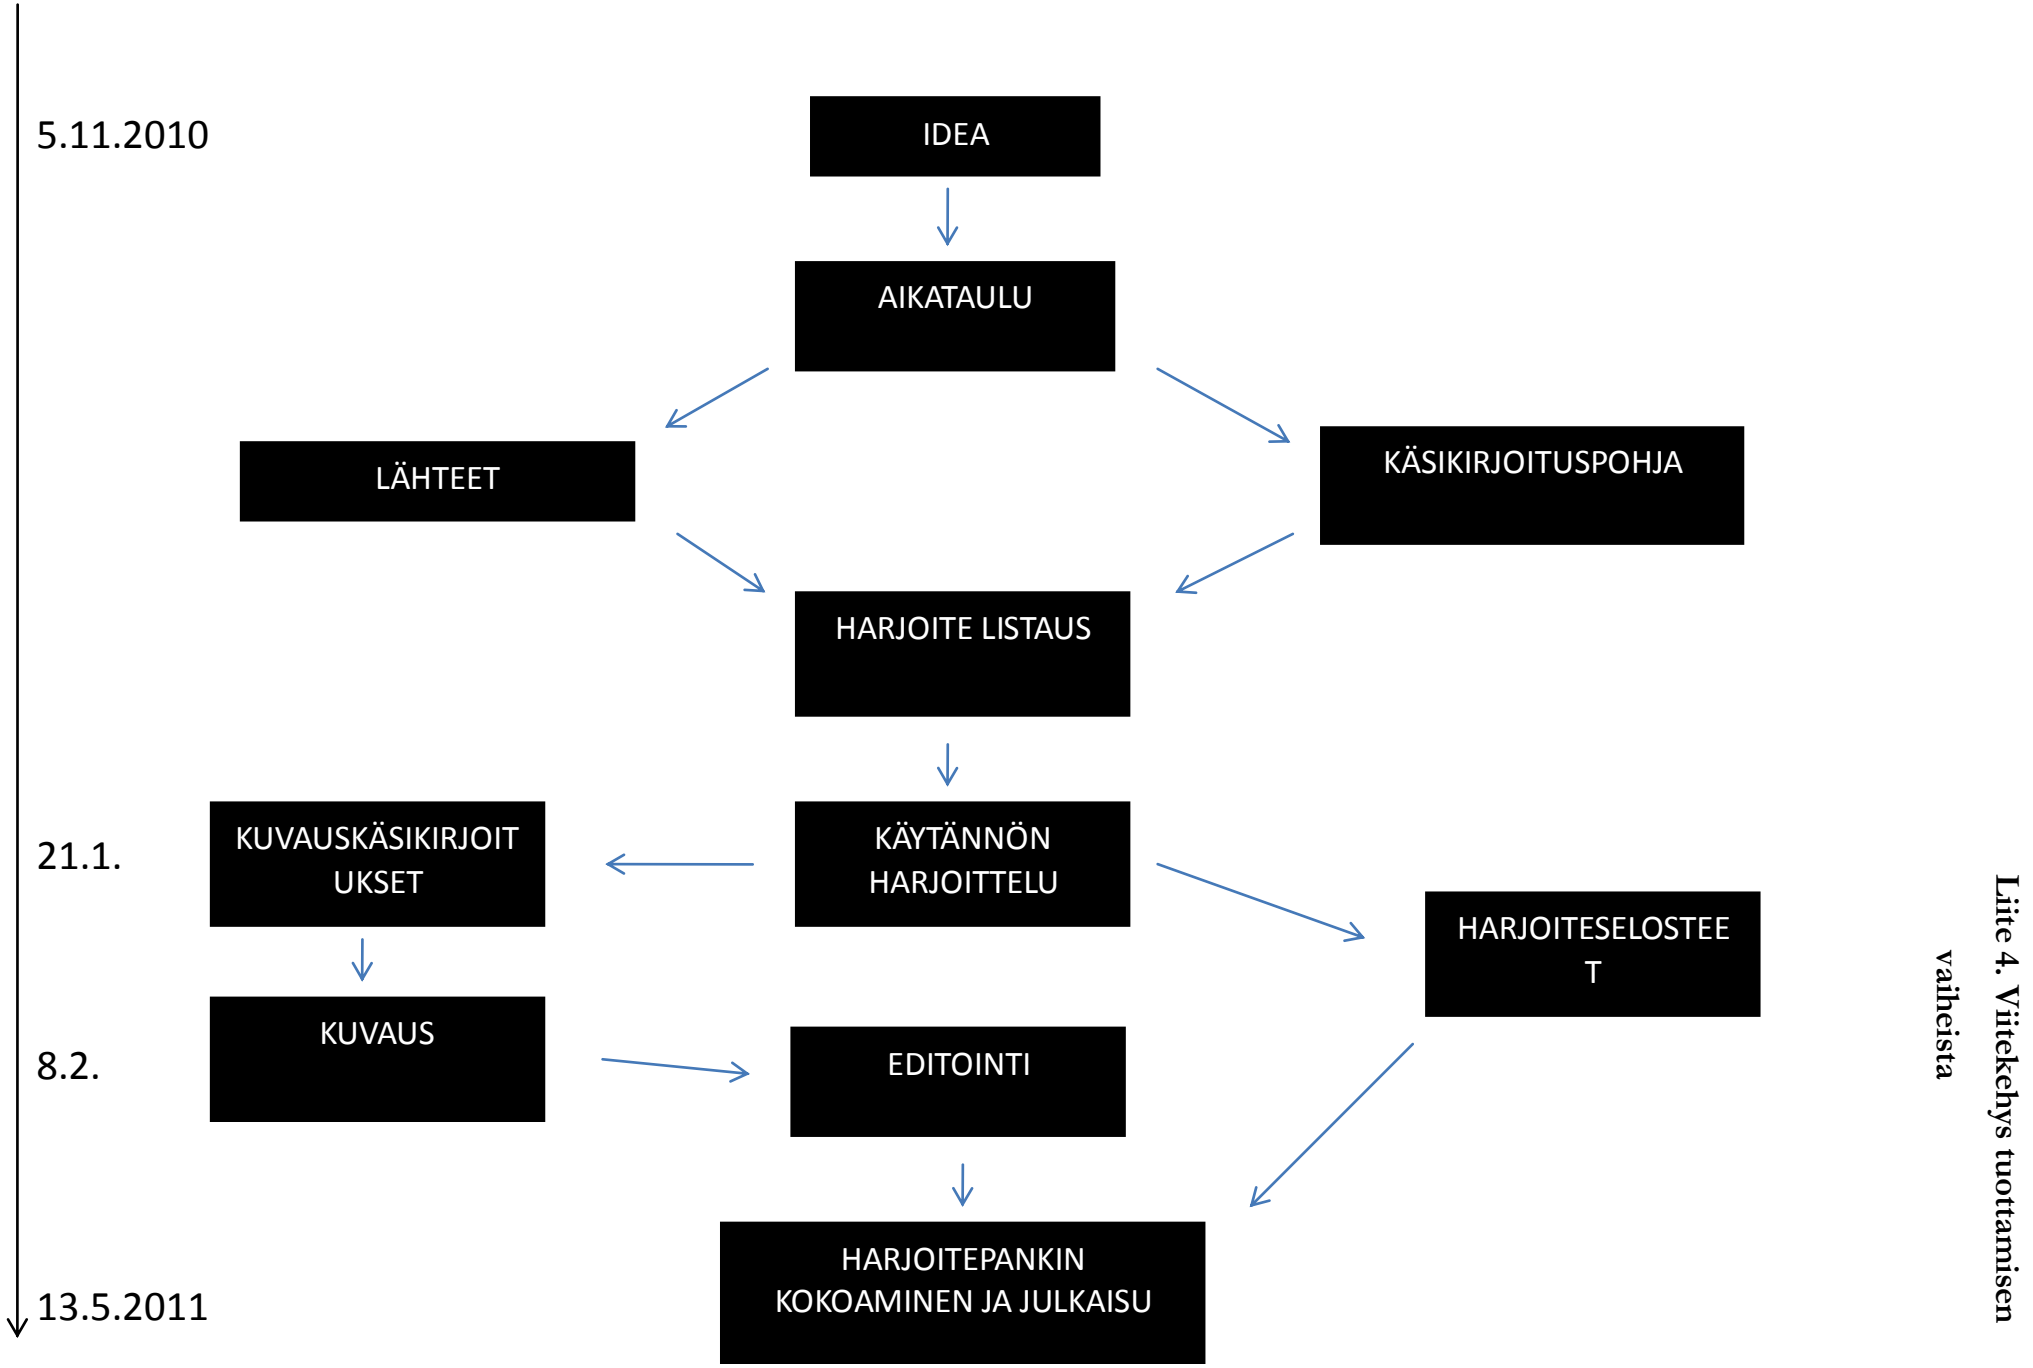 5.11.2010
IDEA
AIKATAULU
LÄHTEET
KÄSIKIRJOITUSPOHJA
HARJOITE LISTAUS
21.1.
KUVAUSKÄSIKIRJOIT
UKSET
KÄYTÄNNÖN
HARJOITTELU
HARJOITESELOSTEE
T
8.2.
KUVAUS
EDITOINTI
13.5.2011
HARJOITEPANKIN
KOKOAMINEN JA JULKAISU
Liite 4. Viitekehys tuottamisen
vaiheista